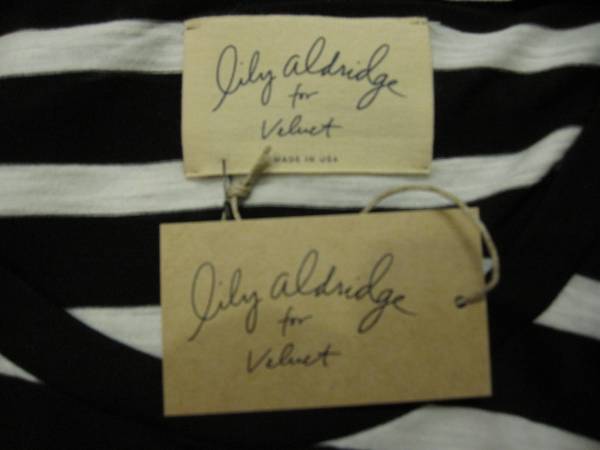 lily aldridge
for
Velvet
MADE IN USA
lily aldridge
for
Velvet